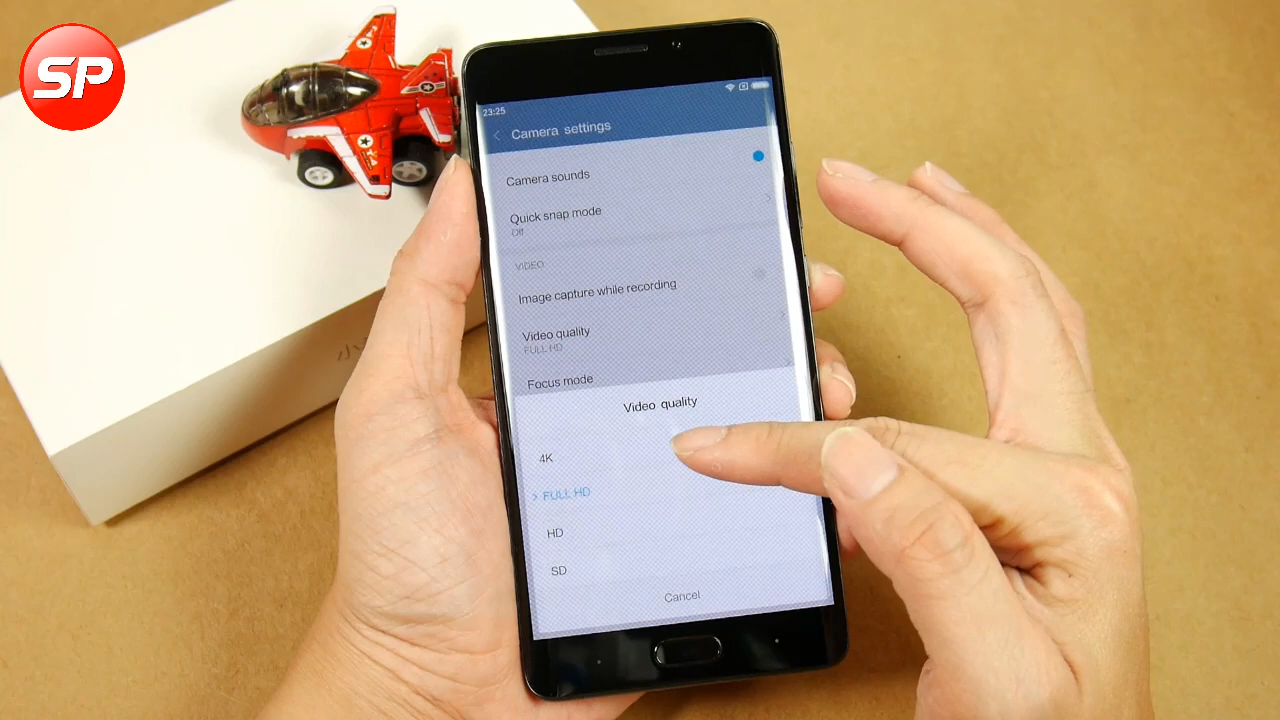 SP
23:25
Camera settings
Camera sounds
Quick snap mode
Off
VIDEO
Image capture while recording
Video quality
FULL HD
Focus mode
Video quality
4K
FULL HD
HD
SD
Cancel